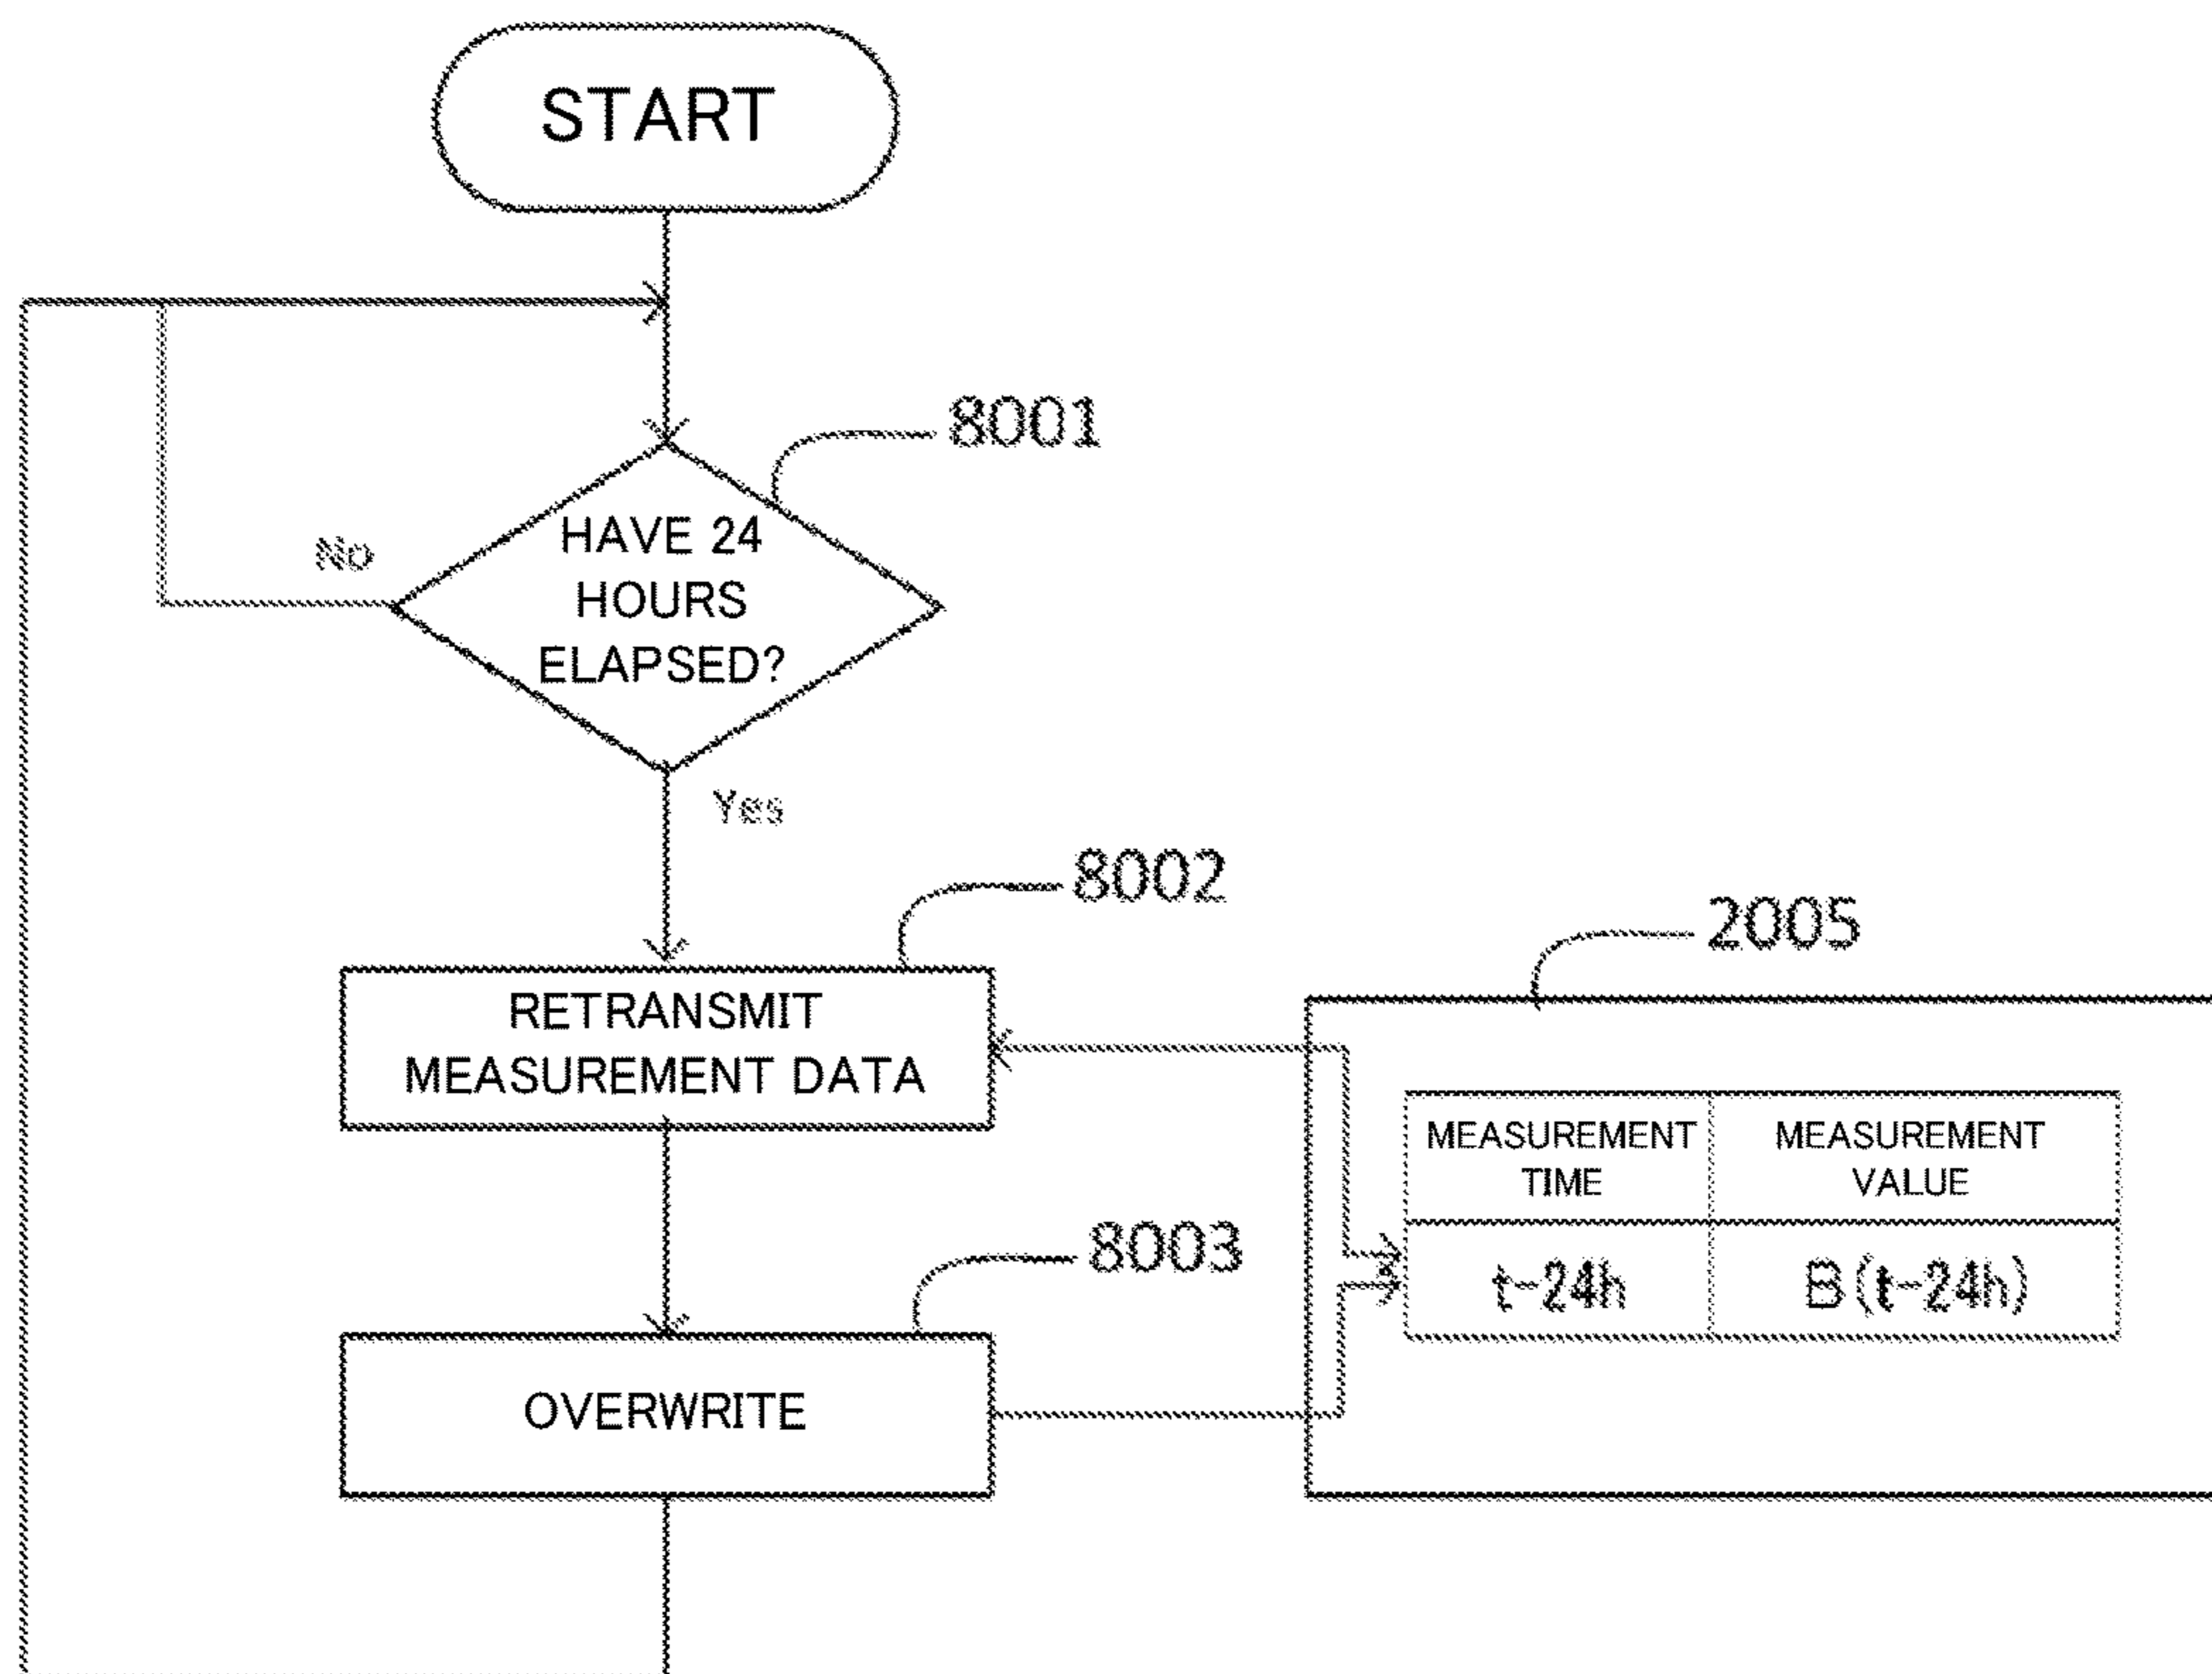 START
8001
HAVE 24
HOURS
ELAPSED?
No
Yes
8002
RETRANSMIT
MEASUREMENT DATA
2005
MEASUREMENT
TIME
MEASUREMENT
VALUE
t-24h
B(t-24h)
8003
OVERWRITE